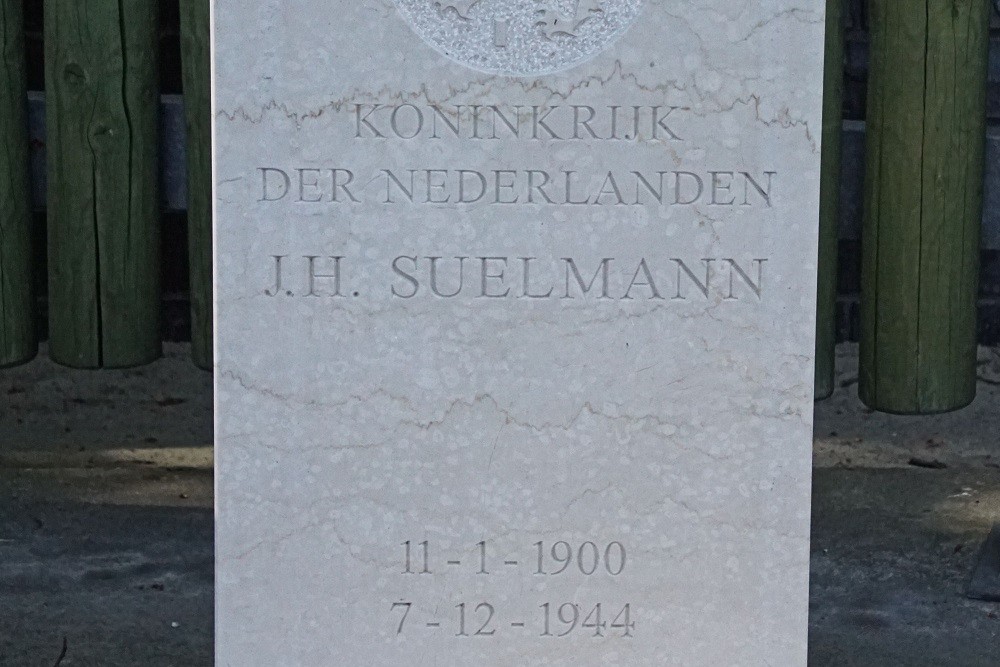 KONINKRIJK
DER NEDERLANDEN
J.H. SUELMANN
11 - 1 - 1900
7 - 12 - 1944